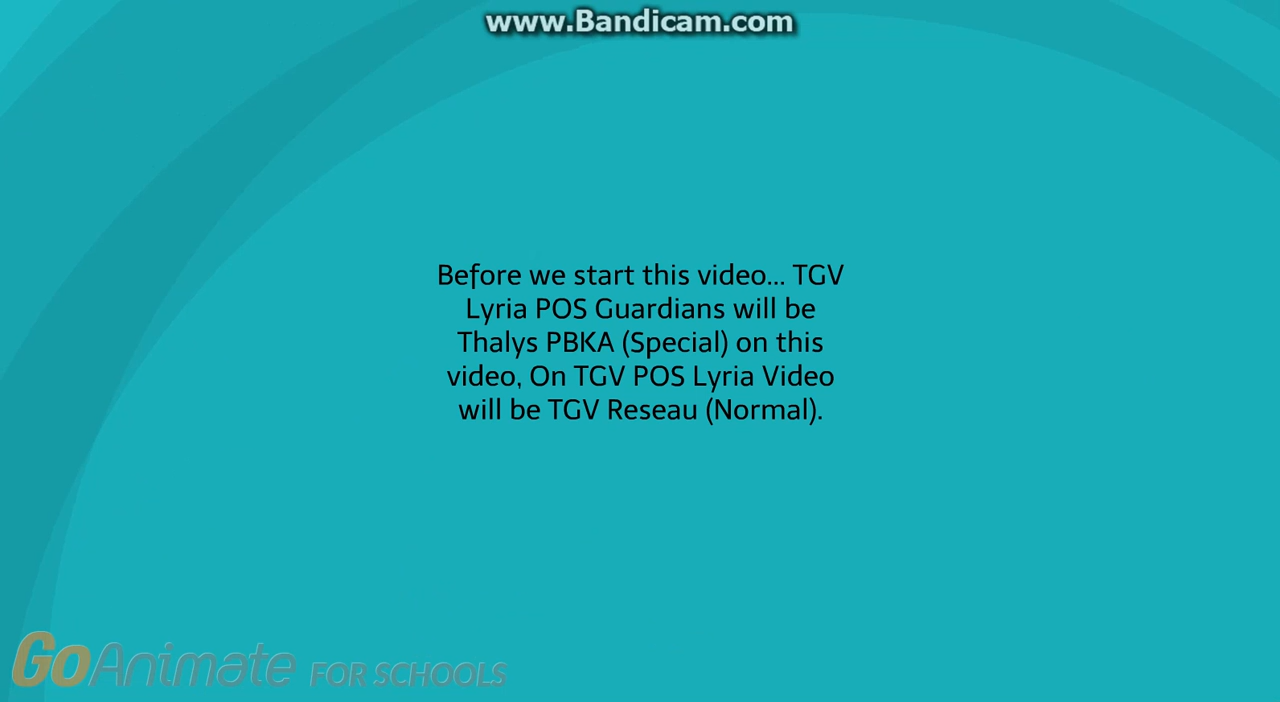 www.Bandicam.com
Before we start this video... TGV
Lyria POS Guardians will be
Thalys PBKA (Special) on this
video, On TGV POS Lyria Video
will be TGV Reseau (Normal).
GoAnimate FOR SCHOOLS